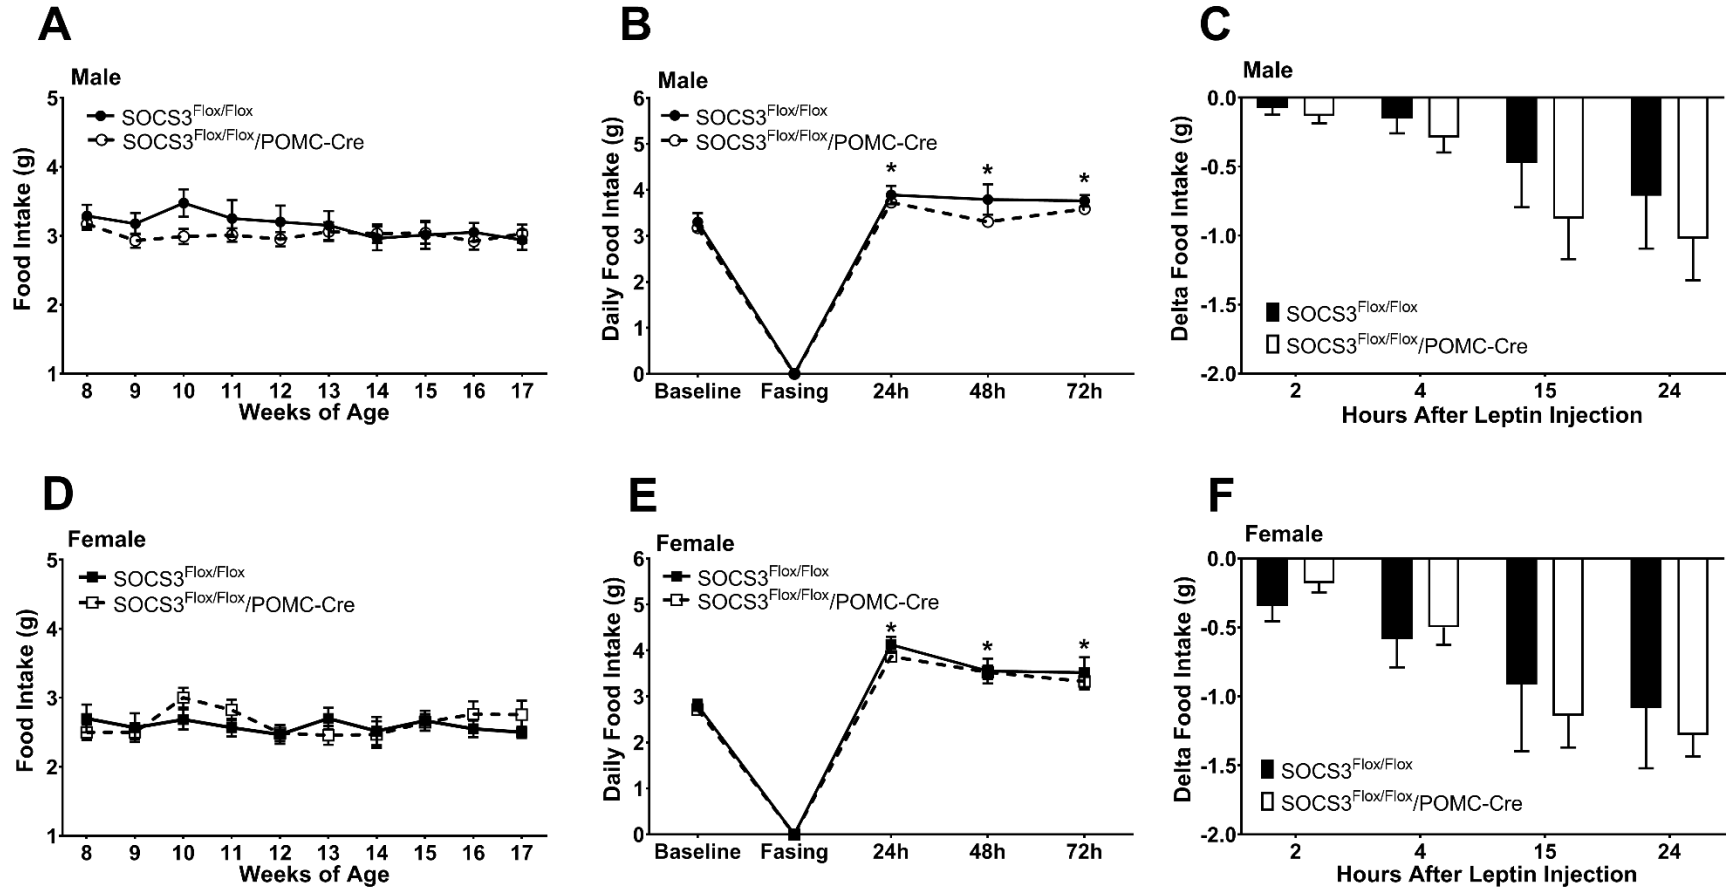 A
Male
SOCS3Flox/Flox
SOCS3Flox/Flox/POMC-Cre
Food Intake (g)
5
4
3
2
1
8 9 10 11 12 13 14 15 16 17
Weeks of Age
B
Male
SOCS3Flox/Flox
SOCS3Flox/Flox/POMC-Cre
Daily Food Intake (g)
6
5
4
3
2
1
0
* * *
Baseline Fasing 24h 48h 72h
C
Male
Delta Food Intake (g)
0.0
-0.5
-1.0
-1.5
-2.0
SOCS3Flox/Flox
SOCS3Flox/Flox/POMC-Cre
2 4 15 24
Hours After Leptin Injection
D
Female
SOCS3Flox/Flox
SOCS3Flox/Flox/POMC-Cre
Food Intake (g)
5
4
3
2
1
8 9 10 11 12 13 14 15 16 17
Weeks of Age
E
Female
SOCS3Flox/Flox
SOCS3Flox/Flox/POMC-Cre
Daily Food Intake (g)
6
5
4
3
2
1
0
* * *
Baseline Fasing 24h 48h 72h
F
Female
Delta Food Intake (g)
0.0
-0.5
-1.0
-1.5
-2.0
SOCS3Flox/Flox
SOCS3Flox/Flox/POMC-Cre
2 4 15 24
Hours After Leptin Injection